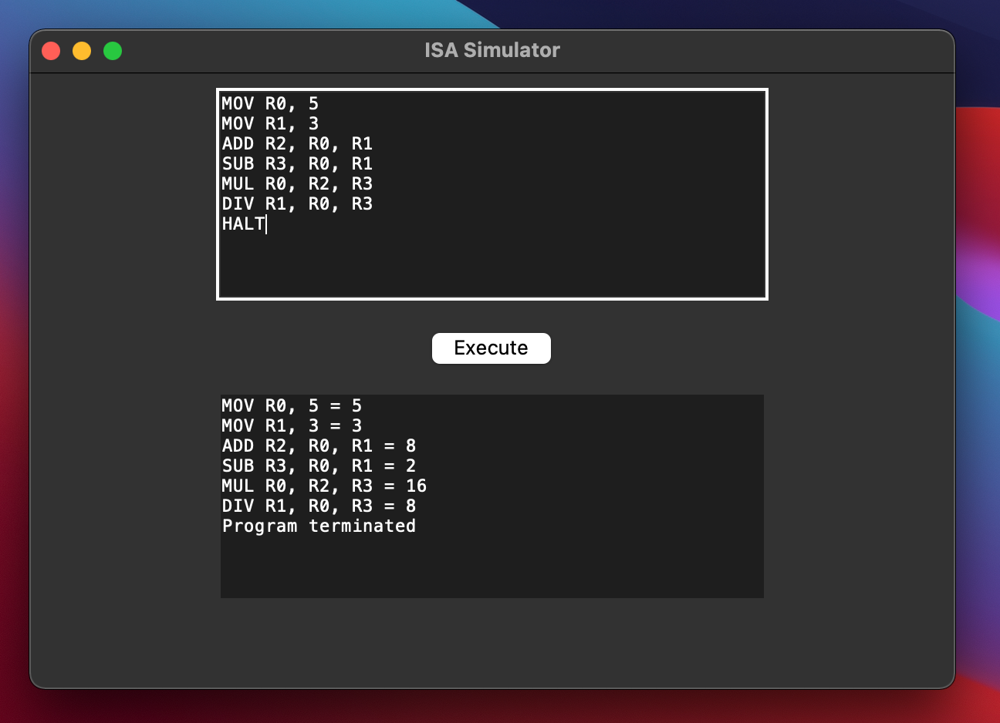 ISA Simulator
MOV R0, 5
MOV R1, 3
ADD R2, R0, R1
SUB R3, R0, R1
MUL R0, R2, R3
DIV R1, R0, R3
HALT
Execute
MOV R0, 5 = 5
MOV R1, 3 = 3
ADD R2, R0, R1 = 8
SUB R3, R0, R1 = 2
MUL R0, R2, R3 = 16
DIV R1, R0, R3 = 8
Program terminated